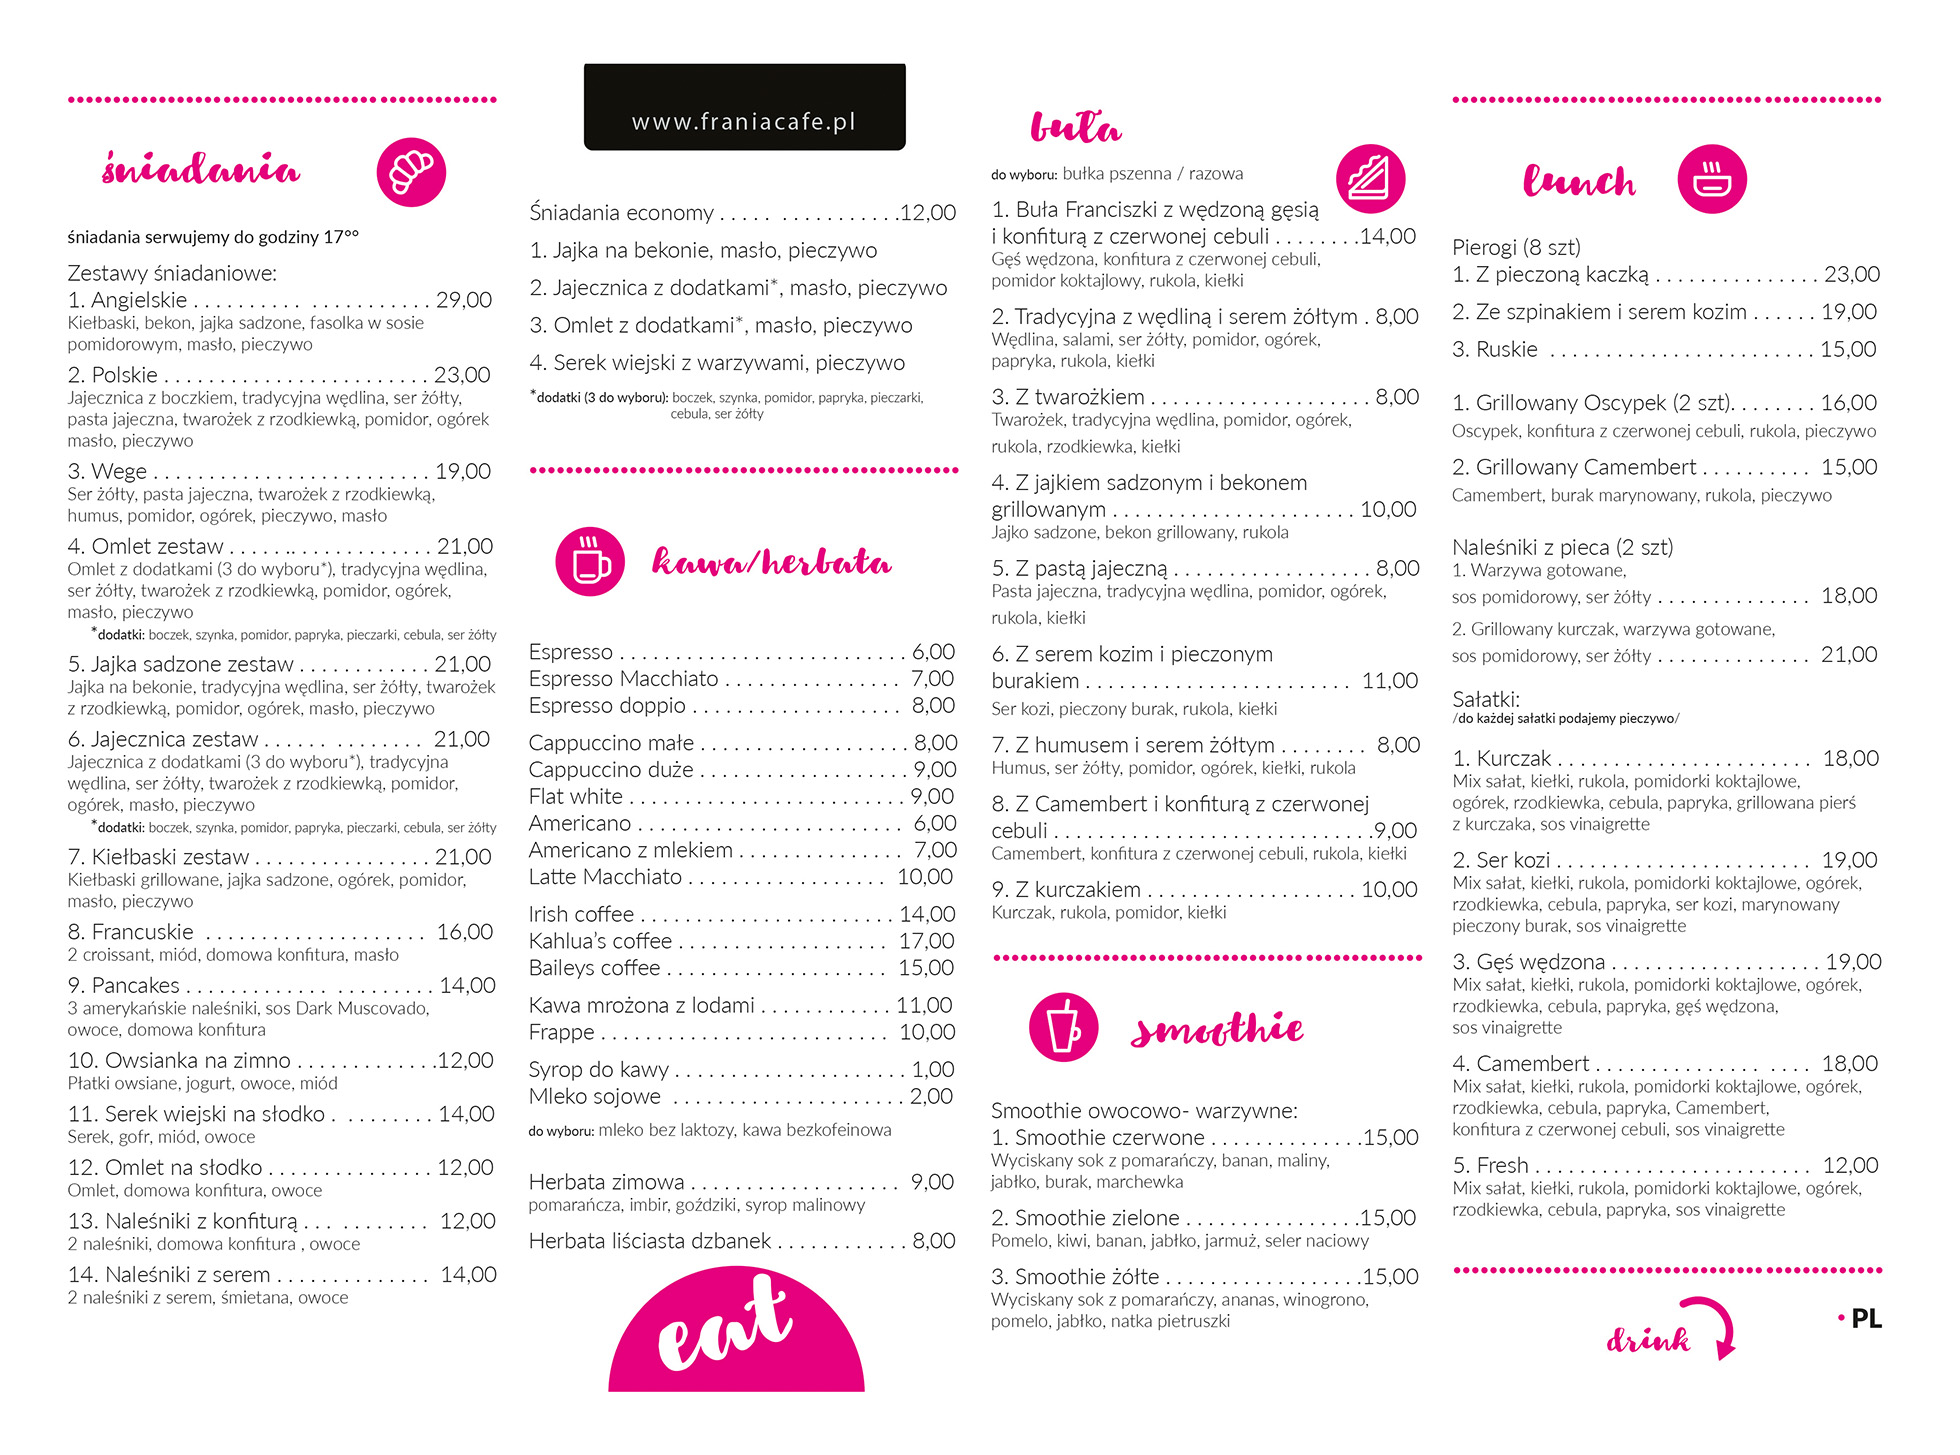 śniadania
śniadania serwujemy do godziny 17°°
Zestawy śniadaniowe:
1. Angielskie . . . . . . . . . . . . . . . . . . . . . 29,00
Kiełbaski, bekon, jajka sadzone, fasolka w sosie
pomidorowym, masło, pieczywo
2. Polskie . . . . . . . . . . . . . . . . . . . . . . . . 23,00
Jajecznica z boczkiem, tradycyjna wędlina, ser żółty,
pasta jajeczna, twarożek z rzodkiewką, pomidor, ogórek
masło, pieczywo
3. Wege . . . . . . . . . . . . . . . . . . . . . . . . . 19,00
Ser żółty, pasta jajeczna, twarożek z rzodkiewką,
humus, pomidor, ogórek, pieczywo, masło
4. Omlet zestaw . . . . . .. . . . . . . . . . . . . 21,00
Omlet z dodatkami (3 do wyboru*), tradycyjna wędlina,
ser żółty, twarożek z rzodkiewką, pomidor, ogórek,
masło, pieczywo
*dodatki: boczek, szynka, pomidor, papryka, pieczarki, cebula, ser żółty
5. Jajka sadzone zestaw . . . . . . . . . . . . 21,00
Jajka na bekonie, tradycyjna wędlina, ser żółty, twarożek
z rzodkiewką, pomidor, ogórek, masło, pieczywo
6. Jajecznica zestaw . . . . . . . . . . . . . . 21,00
Jajecznica z dodatkami (3 do wyboru*), tradycyjna
wędlina, ser żółty, twarożek z rzodkiewką, pomidor,
ogórek, masło, pieczywo
*dodatki: boczek, szynka, pomidor, papryka, pieczarki, cebula, ser żółty
7. Kiełbaski zestaw . . . . . . . . . . . . . . . . 21,00
Kiełbaski grillowane, jajka sadzone, ogórek, pomidor,
masło, pieczywo
8. Francuskie . . . . . . . . . . . . . . . . . . . . 16,00
2 croissant, miód, domowa konfitura, masło
9. Pancakes . . . . . . . . . . . . . . . . . . . . . . 14,00
3 amerykańskie naleśniki, sos Dark Muscovado,
owoce, domowa konfitura
10. Owsianka na zimno . . . . . . . . . . . . .12,00
Płatki owsiane, jogurt, owoce, miód
11. Serek wiejski na słodko . . . . . . . . . 14,00
Serek, gofr, miód, owoce
12. Omlet na słodko . . . . . . . . . . . . . . . 12,00
Omlet, domowa konfitura, owoce
13. Naleśniki z konfiturą . . . . . . . . . . . 12,00
2 naleśniki, domowa konfitura , owoce
14. Naleśniki z serem . . . . . . . . . . . . . . 14,00
2 naleśniki z serem, śmietana, owoce
www.franiacafe.pl
Śniadania economy . . . . . . . . . . . . . . . .12,00
1. Jajka na bekonie, masło, pieczywo
2. Jajecznica z dodatkami*, masło, pieczywo
3. Omlet z dodatkami*, masło, pieczywo
4. Serek wiejski z warzywami, pieczywo
*dodatki (3 do wyboru): boczek, szynka, pomidor, papryka, pieczarki,
cebula, ser żółty
kawa/herbata
Espresso . . . . . . . . . . . . . . . . . . . . . . . . . . 6,00
Espresso Macchiato . . . . . . . . . . . . . . . . 7,00
Espresso doppio . . . . . . . . . . . . . . . . . . . 8,00
Cappuccino małe . . . . . . . . . . . . . . . . . . . 8,00
Cappuccino duże . . . . . . . . . . . . . . . . . . . 9,00
Flat white . . . . . . . . . . . . . . . . . . . . . . . . . 9,00
Americano . . . . . . . . . . . . . . . . . . . . . . . . 6,00
Americano z mlekiem . . . . . . . . . . . . . . . 7,00
Latte Macchiato . . . . . . . . . . . . . . . . . . 10,00
Irish coffee . . . . . . . . . . . . . . . . . . . . . . . 14,00
Kahlua's coffee . . . . . . . . . . . . . . . . . . . 17,00
Baileys coffee . . . . . . . . . . . . . . . . . . . . 15,00
Kawa mrożona z lodami . . . . . . . . . . . . 11,00
Frappe . . . . . . . . . . . . . . . . . . . . . . . . . . 10,00
Syrop do kawy . . . . . . . . . . . . . . . . . . . . . 1,00
Mleko sojowe . . . . . . . . . . . . . . . . . . . . . 2,00
do wyboru: mleko bez laktozy, kawa bezkofeinowa
Herbata zimowa . . . . . . . . . . . . . . . . . . . 9,00
pomarańcza, imbir, goździki, syrop malinowy
Herbata liściasta dzbanek . . . . . . . . . . . . 8,00
eat
buła
do wyboru: bułka pszenna / razowa
1. Buła Franciszki z wędzoną gęsią
i konfiturą z czerwonej cebuli . . . . . . . .14,00
Gęś wędzona, konfitura z czerwonej cebuli,
pomidor koktajlowy, rukola, kiełki
2. Tradycyjna z wędliną i serem żółtym . 8,00
Wędlina, salami, ser żółty, pomidor, ogórek,
papryka, rukola, kiełki
3. Z twarożkiem . . . . . . . . . . . . . . . . . . . . 8,00
Twarożek, tradycyjna wędlina, pomidor, ogórek,
rukola, rzodkiewka, kiełki
4. Z jajkiem sadzonym i bekonem
grillowanym . . . . . . . . . . . . . . . . . . . . . . 10,00
Jajko sadzone, bekon grillowany, rukola
5. Z pastą jajeczną . . . . . . . . . . . . . . . . . . 8,00
Pasta jajeczna, tradycyjna wędlina, pomidor, ogórek,
rukola, kiełki
6. Z serem kozim i pieczonym
burakiem . . . . . . . . . . . . . . . . . . . . . . . . 11,00
Ser kozi, pieczony burak, rukola, kiełki
7. Z humusem i serem żółtym . . . . . . . . 8,00
Humus, ser żółty, pomidor, ogórek, kiełki, rukola
8. Z Camembert i konfiturą z czerwonej
cebuli . . . . . . . . . . . . . . . . . . . . . . . . . . . . .9,00
Camembert, konfitura z czerwonej cebuli, rukola, kiełki
9. Z kurczakiem . . . . . . . . . . . . . . . . . . . 10,00
Kurczak, rukola, pomidor, kiełki
smoothie
Smoothie owocowo- warzywne:
1. Smoothie czerwone . . . . . . . . . . . . . .15,00
Wyciskany sok z pomarańczy, banan, maliny,
jabłko, burak, marchewka
2. Smoothie zielone . . . . . . . . . . . . . . . .15,00
Pomelo, kiwi, banan, jabłko, jarmuż, seler naciowy
3. Smoothie żółte . . . . . . . . . . . . . . . . . .15,00
Wyciskany sok z pomarańczy, ananas, winogrono,
pomelo, jabłko, natka pietruszki
lunch
Pierogi (8 szt)
1. Z pieczoną kaczką . . . . . . . . . . . . . . . 23,00
2. Ze szpinakiem i serem kozim . . . . . . 19,00
3. Ruskie . . . . . . . . . . . . . . . . . . . . . . . . 15,00
1. Grillowany Oscypek (2 szt). . . . . . . . 16,00
Oscypek, konfitura z czerwonej cebuli, rukola, pieczywo
2. Grillowany Camembert . . . . . . . . . . 15,00
Camembert, burak marynowany, rukola, pieczywo
Naleśniki z pieca (2 szt)
1. Warzywa gotowane,
sos pomidorowy, ser żółty . . . . . . . . . . . . . . 18,00
2. Grillowany kurczak, warzywa gotowane,
sos pomidorowy, ser żółty . . . . . . . . . . . . . . 21,00
Sałatki:
/do każdej sałatki podajemy pieczywo/
1. Kurczak . . . . . . . . . . . . . . . . . . . . . . . 18,00
Mix sałat, kiełki, rukola, pomidorki koktajlowe,
ogórek, rzodkiewka, cebula, papryka, grillowana pierś
z kurczaka, sos vinaigrette
2. Ser kozi . . . . . . . . . . . . . . . . . . . . . . . 19,00
Mix sałat, kiełki, rukola, pomidorki koktajlowe, ogórek,
rzodkiewka, cebula, papryka, ser kozi, marynowany
pieczony burak, sos vinaigrette
3. Gęś wędzona . . . . . . . . . . . . . . . . . . . 19,00
Mix sałat, kiełki, rukola, pomidorki koktajlowe, ogórek,
rzodkiewka, cebula, papryka, gęś wędzona,
sos vinaigrette
4. Camembert . . . . . . . . . . . . . . . . . . . 18,00
Mix sałat, kiełki, rukola, pomidorki koktajlowe, ogórek,
rzodkiewka, cebula, papryka, Camembert,
konfitura z czerwonej cebuli, sos vinaigrette
5. Fresh . . . . . . . . . . . . . . . . . . . . . . . . . 12,00
Mix sałat, kiełki, rukola, pomidorki koktajlowe, ogórek,
rzodkiewka, cebula, papryka, sos vinaigrette
drink
• PL